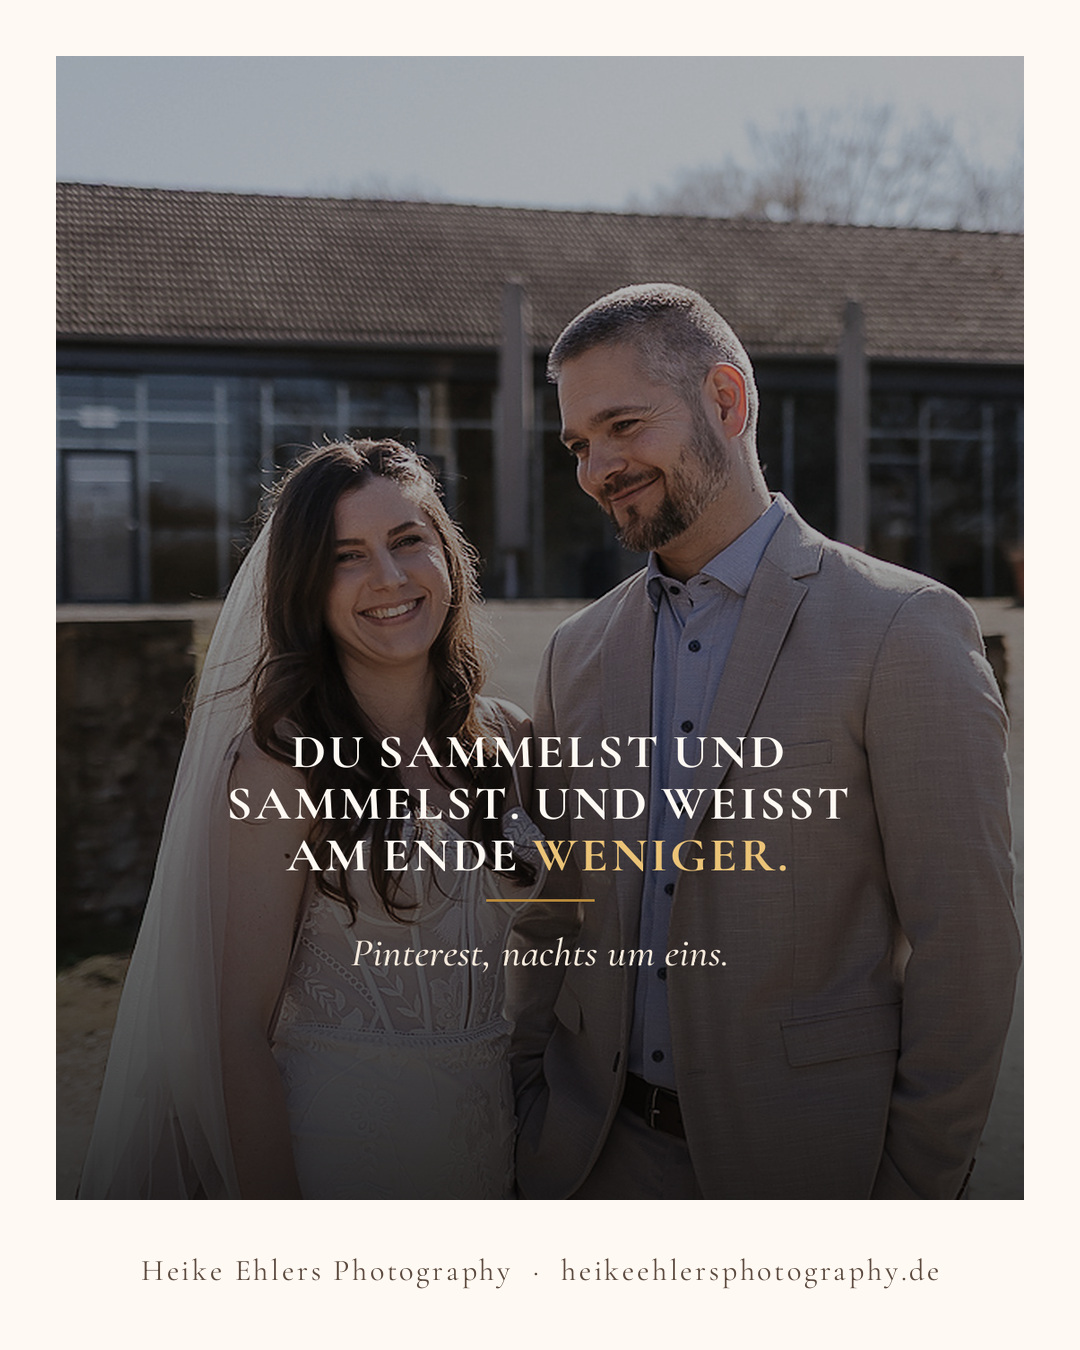 DU SAMMELST UND
SAMMELST. UND WEISST
AM ENDE WENIGER.
Pinterest, nachts um eins.
Heike Ehlers Photography · heikeehlersphotography.de